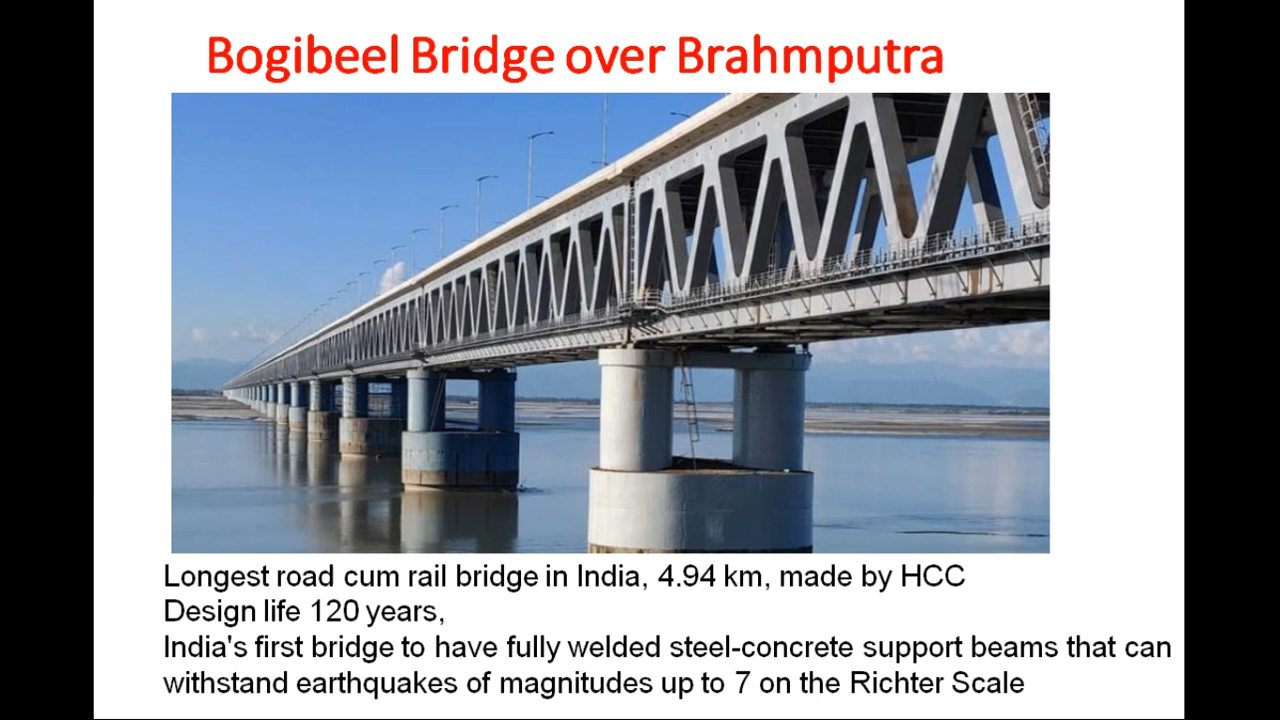 Bogibeel Bridge over Brahmputra
Longest road cum rail bridge in India, 4.94 km, made by HCC
Design life 120 years,
India's first bridge to have fully welded steel-concrete support beams that can
withstand earthquakes of magnitudes up to 7 on the Richter Scale